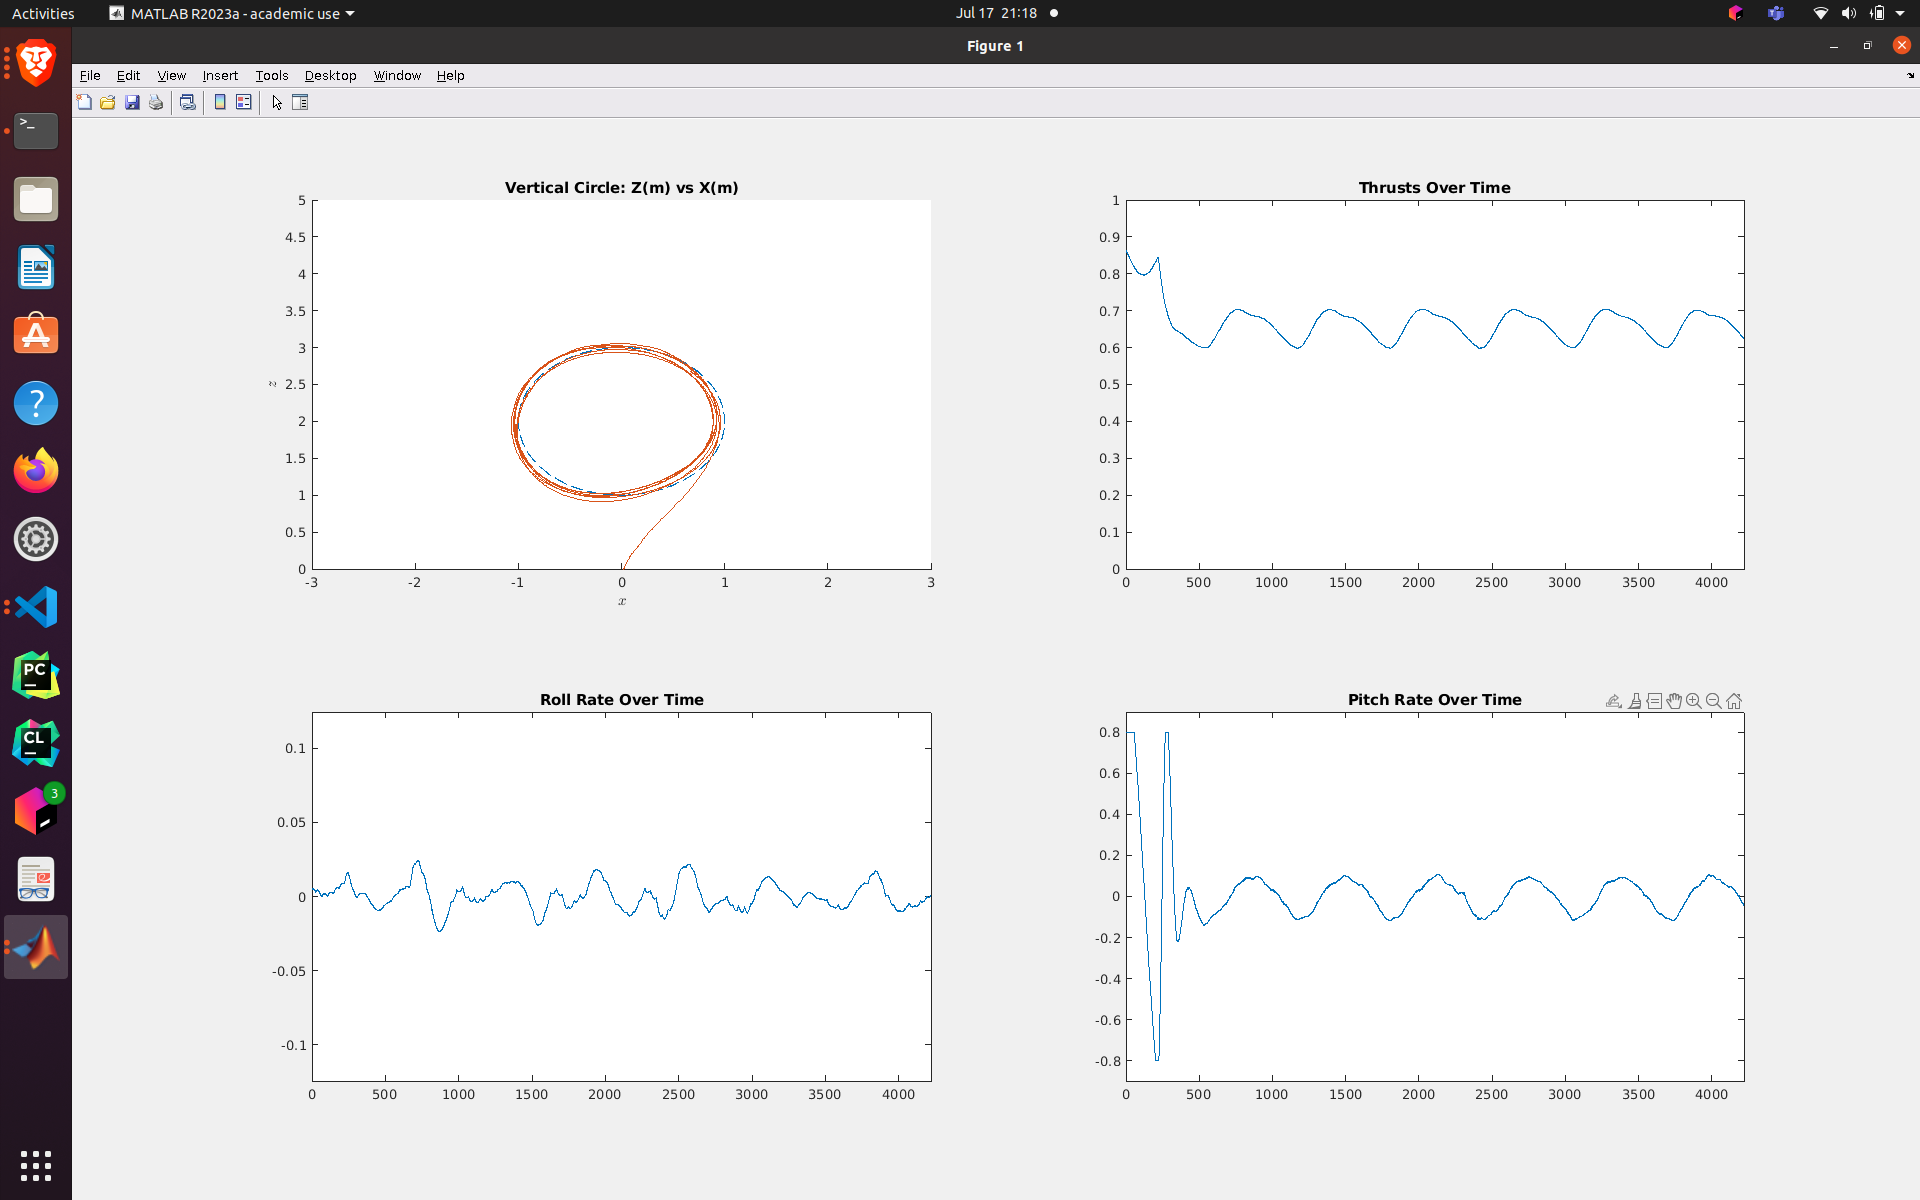 Activities
MATLAB R2023a - academic use
Jul 17 21:18
Figure 1
File Edit View Insert Tools Desktop Window Help
Vertical Circle: Z(m) vs X(m)
5
4.5
4
3.5
3
2.5
2
1.5
1
0.5
0
z
-3 -2 -1 0 1 2 3
x
Thrusts Over Time
1
0.9
0.8
0.7
0.6
0.5
0.4
0.3
0.2
0.1
0
0 500 1000 1500 2000 2500 3000 3500 4000
Roll Rate Over Time
0.1
0.05
0
-0.05
-0.1
0 500 1000 1500 2000 2500 3000 3500 4000
Pitch Rate Over Time
0.8
0.6
0.4
0.2
0
-0.2
-0.4
-0.6
-0.8
0 500 1000 1500 2000 2500 3000 3500 4000
>_
A
?
PC
CL
3